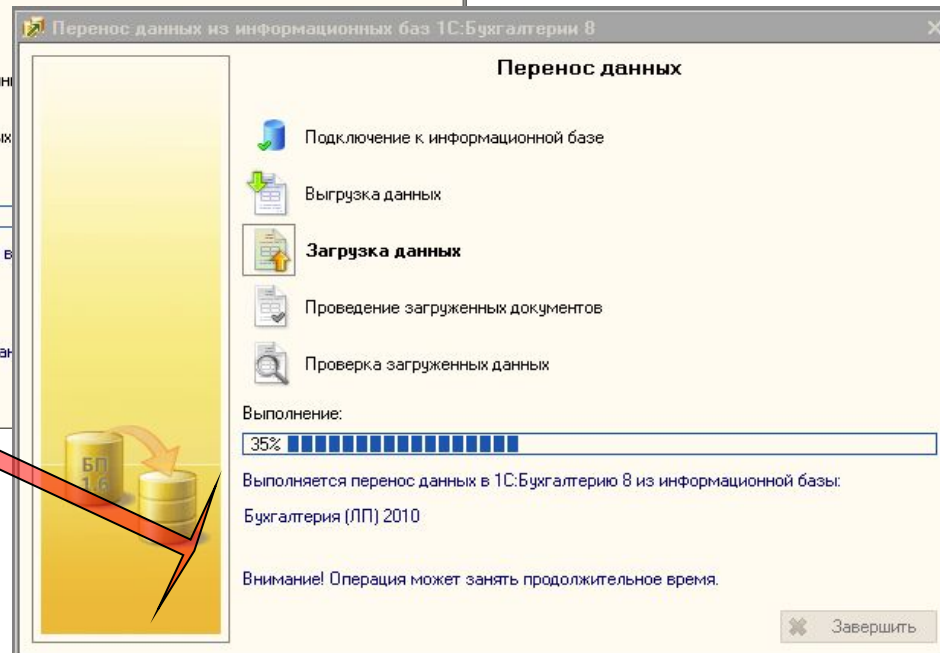 Перенос данных из информационных баз 1С:Бухгалтерии 8
Перенос данных
Подключение к информационной базе
Выгрузка данных
Загрузка данных
Проведение загруженных документов
Проверка загруженных данных
Выполнение:
35%
БП
1.6
Выполняется перенос данных в 1С:Бухгалтерию 8 из информационной базы:
Бухгалтерия (ЛП) 2010
Внимание! Операция может занять продолжительное время.
Завершить